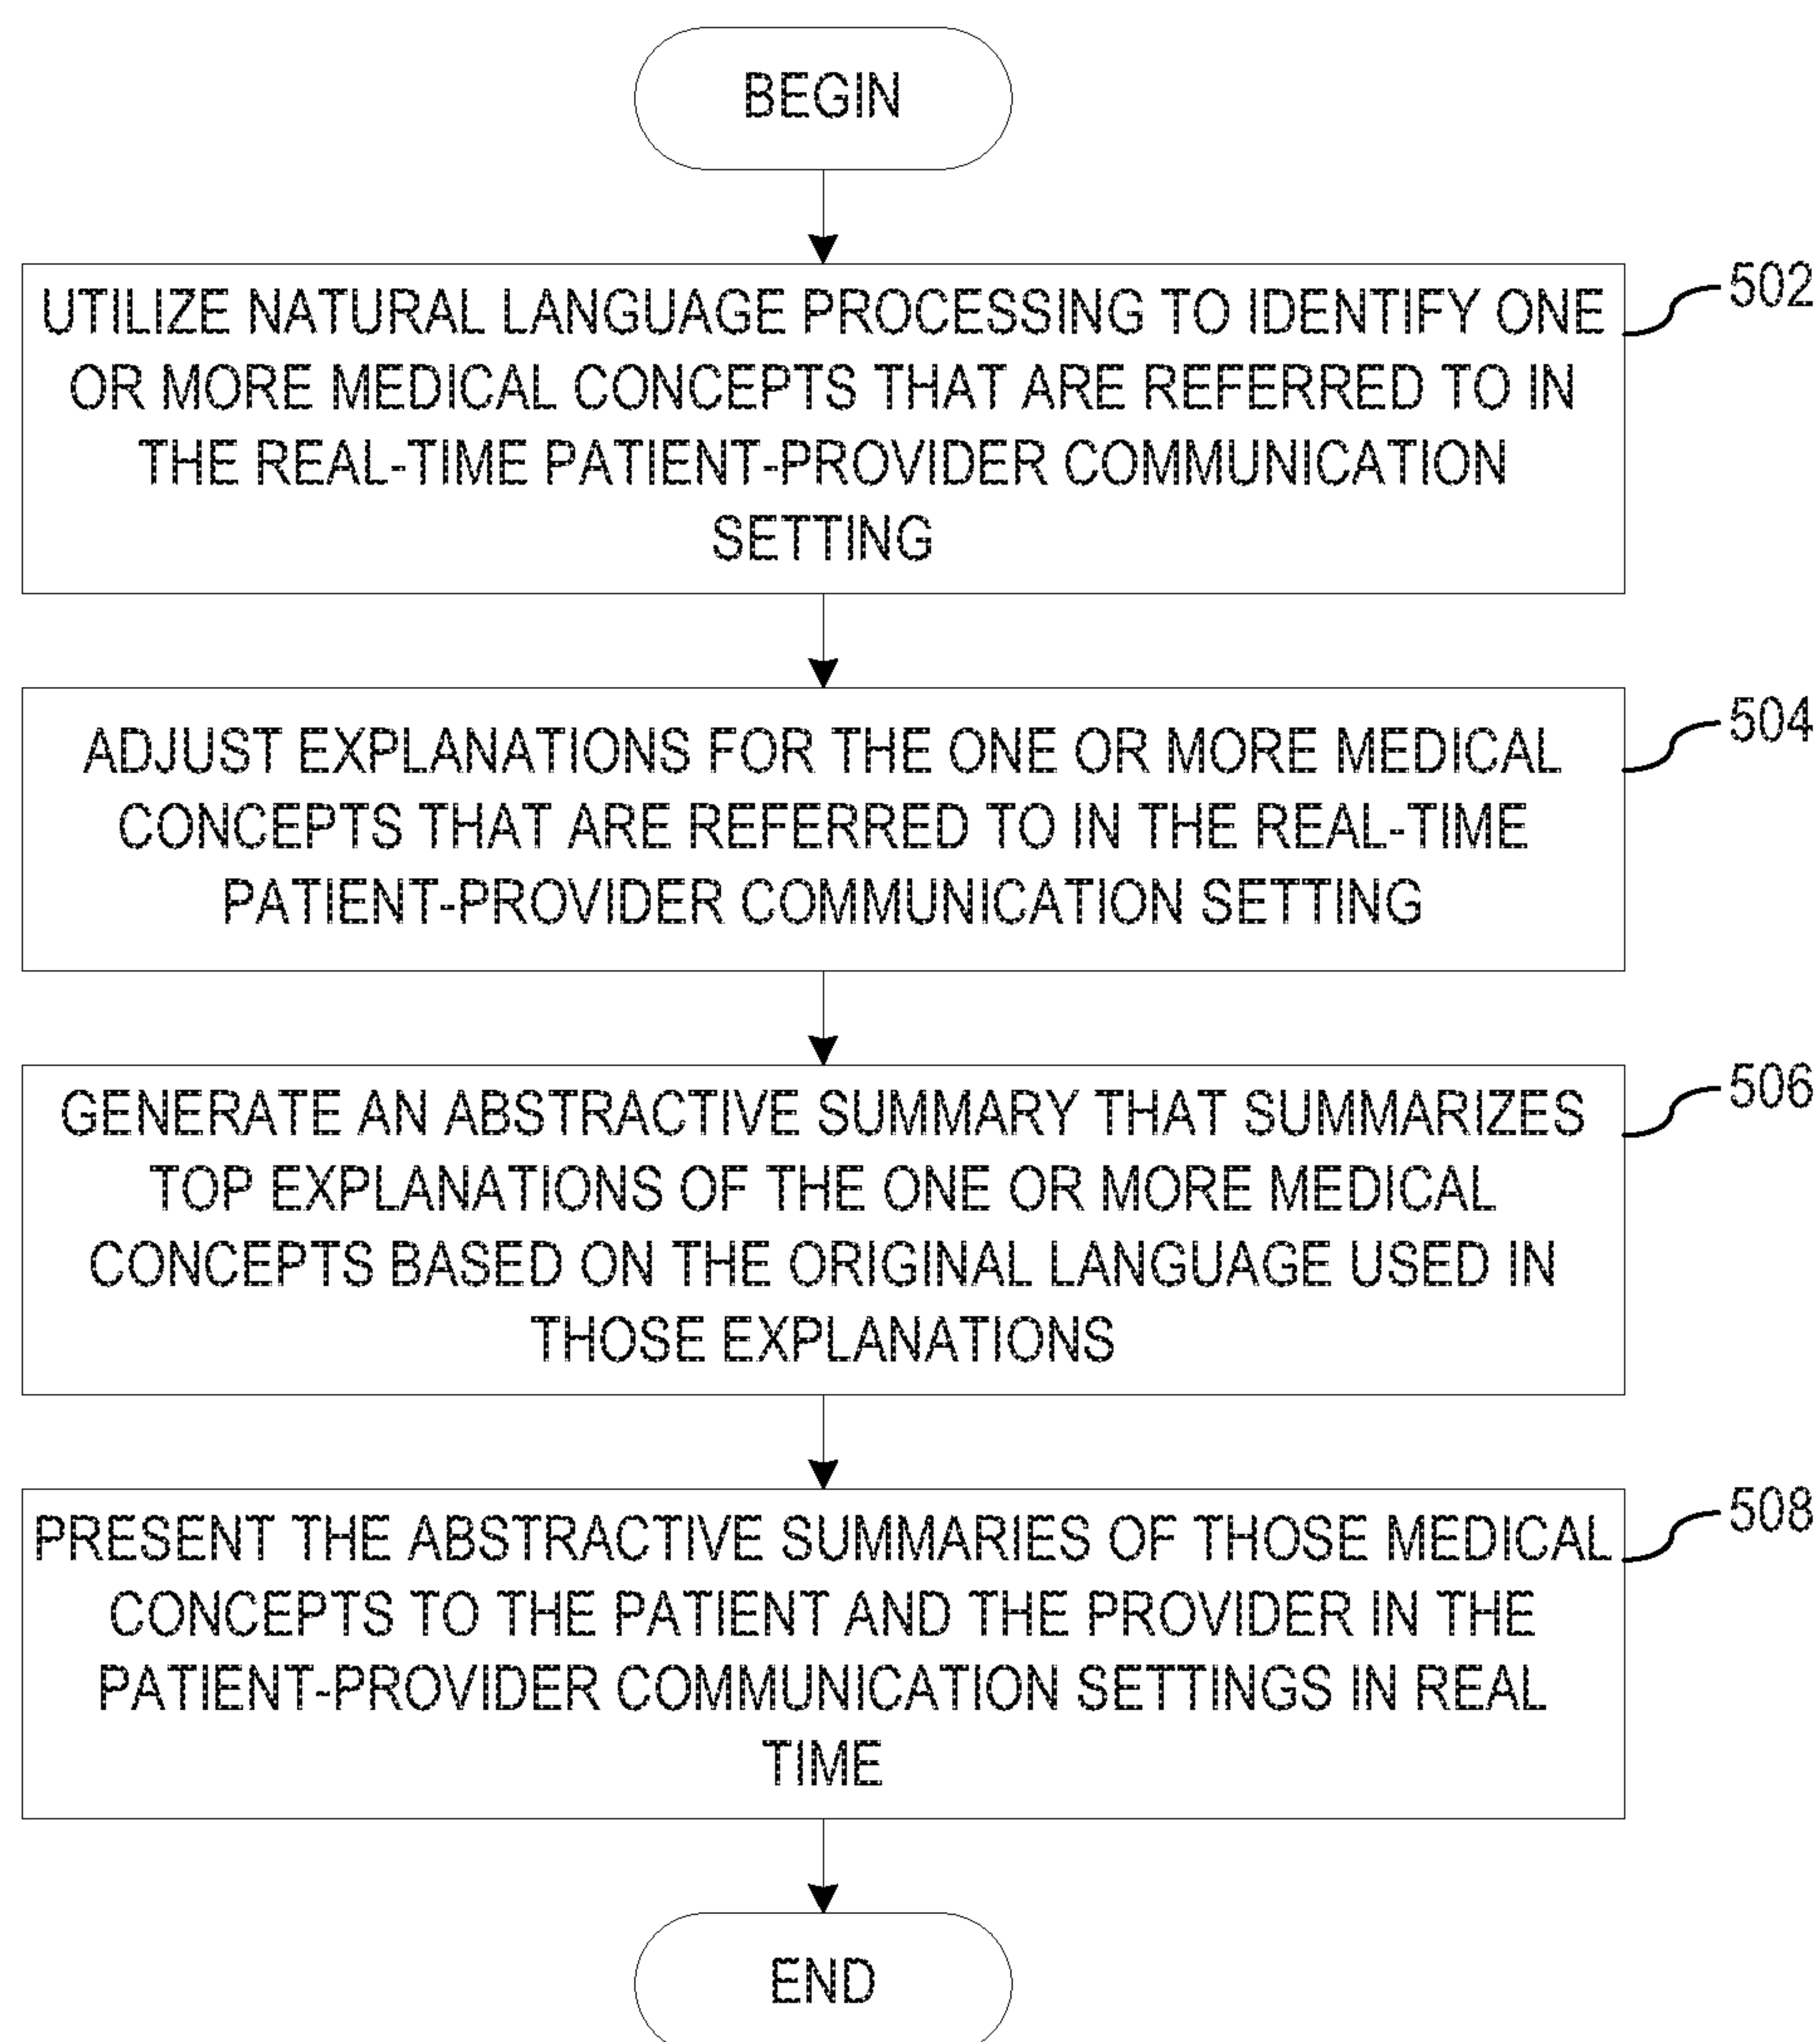 BEGIN
502
UTILIZE NATURAL LANGUAGE PROCESSING TO IDENTIFY ONE
OR MORE MEDICAL CONCEPTS THAT ARE REFERRED TO IN
THE REAL-TIME PATIENT-PROVIDER COMMUNICATION
SETTING
504
ADJUST EXPLANATIONS FOR THE ONE OR MORE MEDICAL
CONCEPTS THAT ARE REFERRED TO IN THE REAL-TIME
PATIENT-PROVIDER COMMUNICATION SETTING
506
GENERATE AN ABSTRACTIVE SUMMARY THAT SUMMARIZES
TOP EXPLANATIONS OF THE ONE OR MORE MEDICAL
CONCEPTS BASED ON THE ORIGINAL LANGUAGE USED IN
THOSE EXPLANATIONS
508
PRESENT THE ABSTRACTIVE SUMMARIES OF THOSE MEDICAL
CONCEPTS TO THE PATIENT AND THE PROVIDER IN THE
PATIENT-PROVIDER COMMUNICATION SETTINGS IN REAL
TIME
END